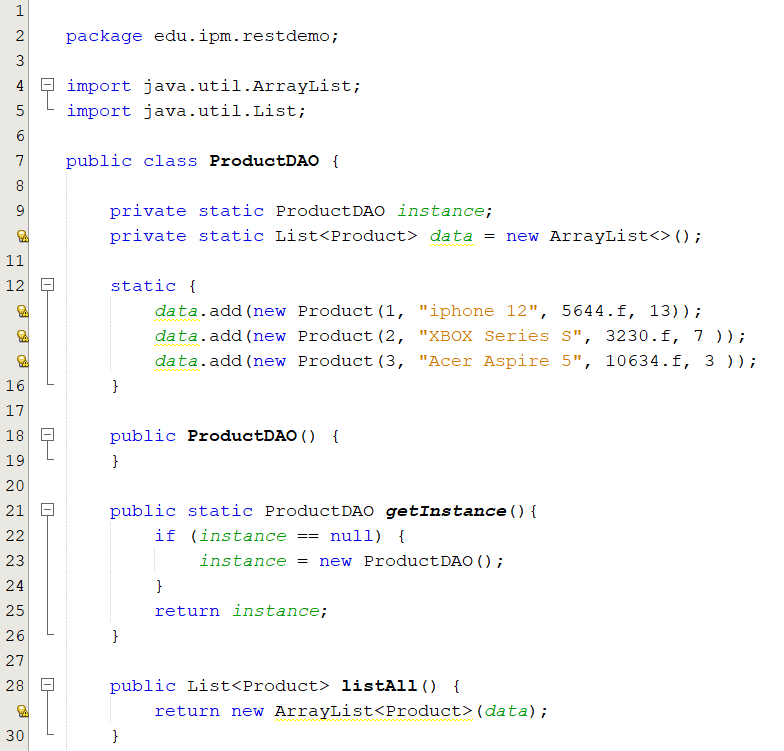 1
2 package edu.ipm.restdemo;
3
4 import java.util.ArrayList;
5 import java.util.List;
6
7 public class ProductDAO {
8
9     private static ProductDAO instance;
    private static List<Product> data = new ArrayList<>();
11
12     static {
        data.add(new Product(1, "iphone 12", 5644.f, 13));
        data.add(new Product(2, "XBOX Series S", 3230.f, 7 ));
        data.add(new Product(3, "Acer Aspire 5", 10634.f, 3 ));
16     }
17
18     public ProductDAO() {
19     }
20
21     public static ProductDAO getInstance(){
22         if (instance == null) {
23             instance = new ProductDAO();
24         }
25         return instance;
26     }
27
28     public List<Product> listAll() {
        return new ArrayList<Product>(data);
30     }